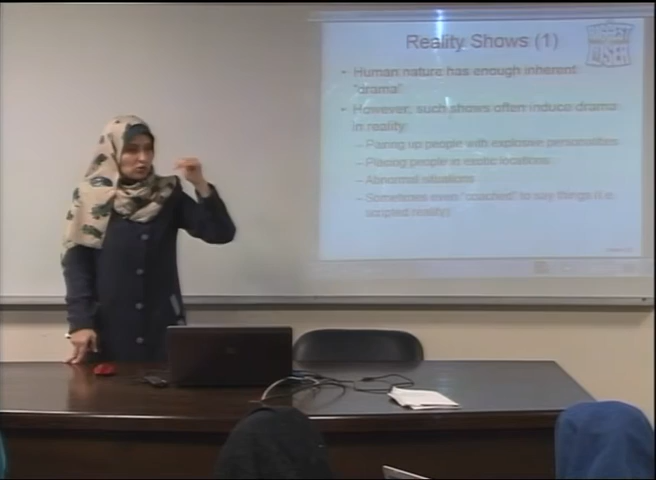 Reality Shows (1)
BIGGEST
LOSER
• Human nature has enough inherent
"drama"
• However, such shows often induce drama
in reality
– Pairing up people with explosive personalities
– Placing people in exotic locations
– Abnormal situations
– Sometimes even "coached" to say things (i.e.
scripted reality)